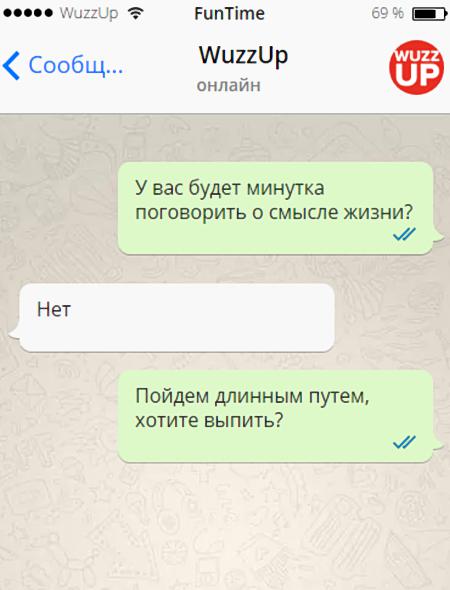 WuzzUp FunTime 69 %
Сообщ... WuzzUp
онлайн
WUZZ
UP
У вас будет минутка
поговорить о смысле жизни?
Нет
Пойдем длинным путем,
хотите выпить?